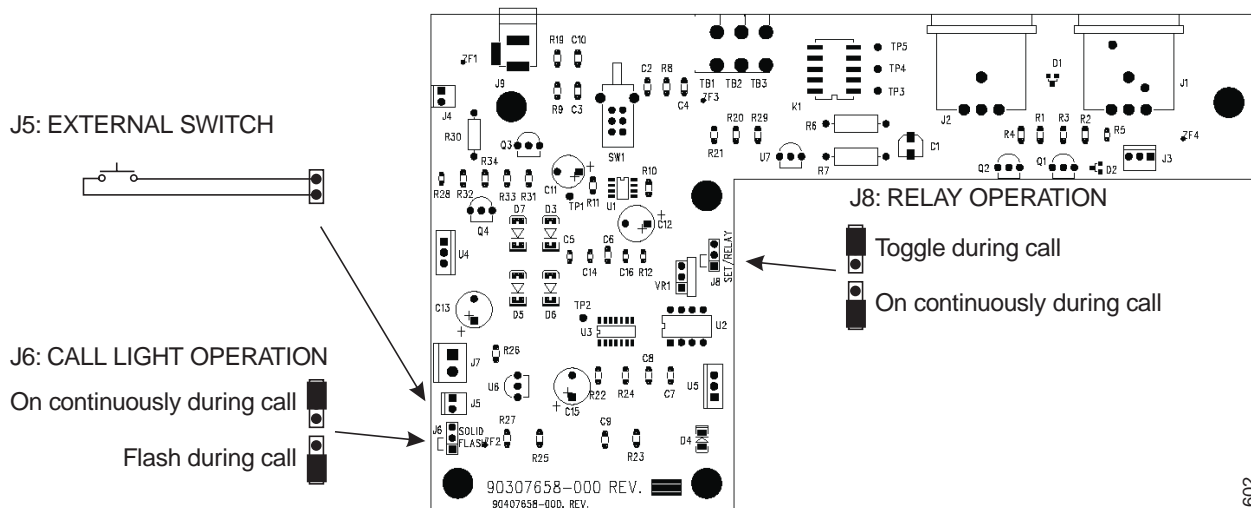 J5: EXTERNAL SWITCH
J6: CALL LIGHT OPERATION
On continuously during call
Flash during call
J8: RELAY OPERATION
Toggle during call
On continuously during call
ZF1
J9
R19 C10
R9 C3
C2 R8
C4
TB1 TB2 TB3
ZF3
TP5
TP4
TP3
K1
D1
J1
J2
J4
R30
Q3
SW1
R21 R20 R29
R6
U7
R7
C1
R4 R1 R3 R2 R5
ZF4
Q2 Q1 D2
J3
R34
C11
R10
R28 R32 R33 R31
TP1 R11 U1
Q4
D7 D3
C12
U4
C5 C6
C14 C16 R12
SET/RELAY
J8
VR1
C13
D5 D6
TP2
U3
U2
J7
R26
U6
C15
R22 R24 C8 C7
U5
J5
J6
SOLID
FLASH
ZF2
R27
R25
C9
R23
D4
90307658-000 REV.
90407658-000. REV.
602